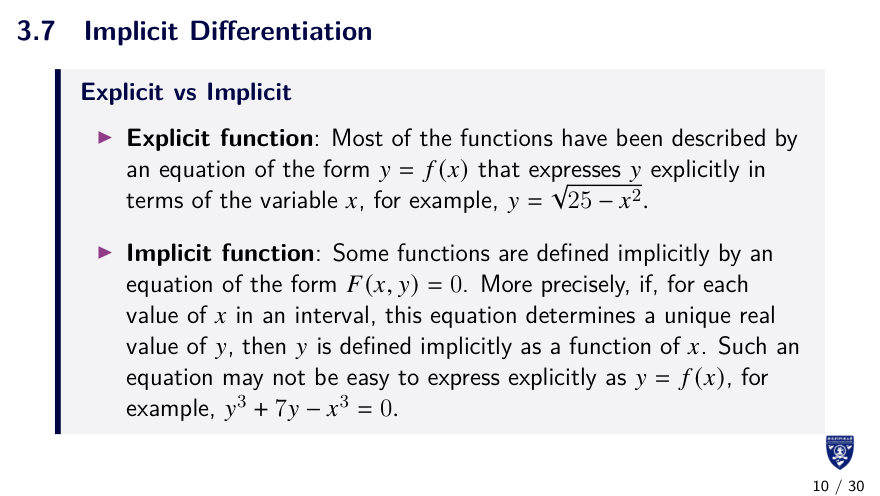 3.7 Implicit Differentiation
Explicit vs Implicit
▶ Explicit function: Most of the functions have been described by
an equation of the form y = f(x) that expresses y explicitly in
terms of the variable x, for example, y = √(25 − x²).
▶ Implicit function: Some functions are defined implicitly by an
equation of the form F(x, y) = 0. More precisely, if, for each
value of x in an interval, this equation determines a unique real
value of y, then y is defined implicitly as a function of x. Such an
equation may not be easy to express explicitly as y = f(x), for
example, y³ + 7y − x³ = 0.
10 / 30